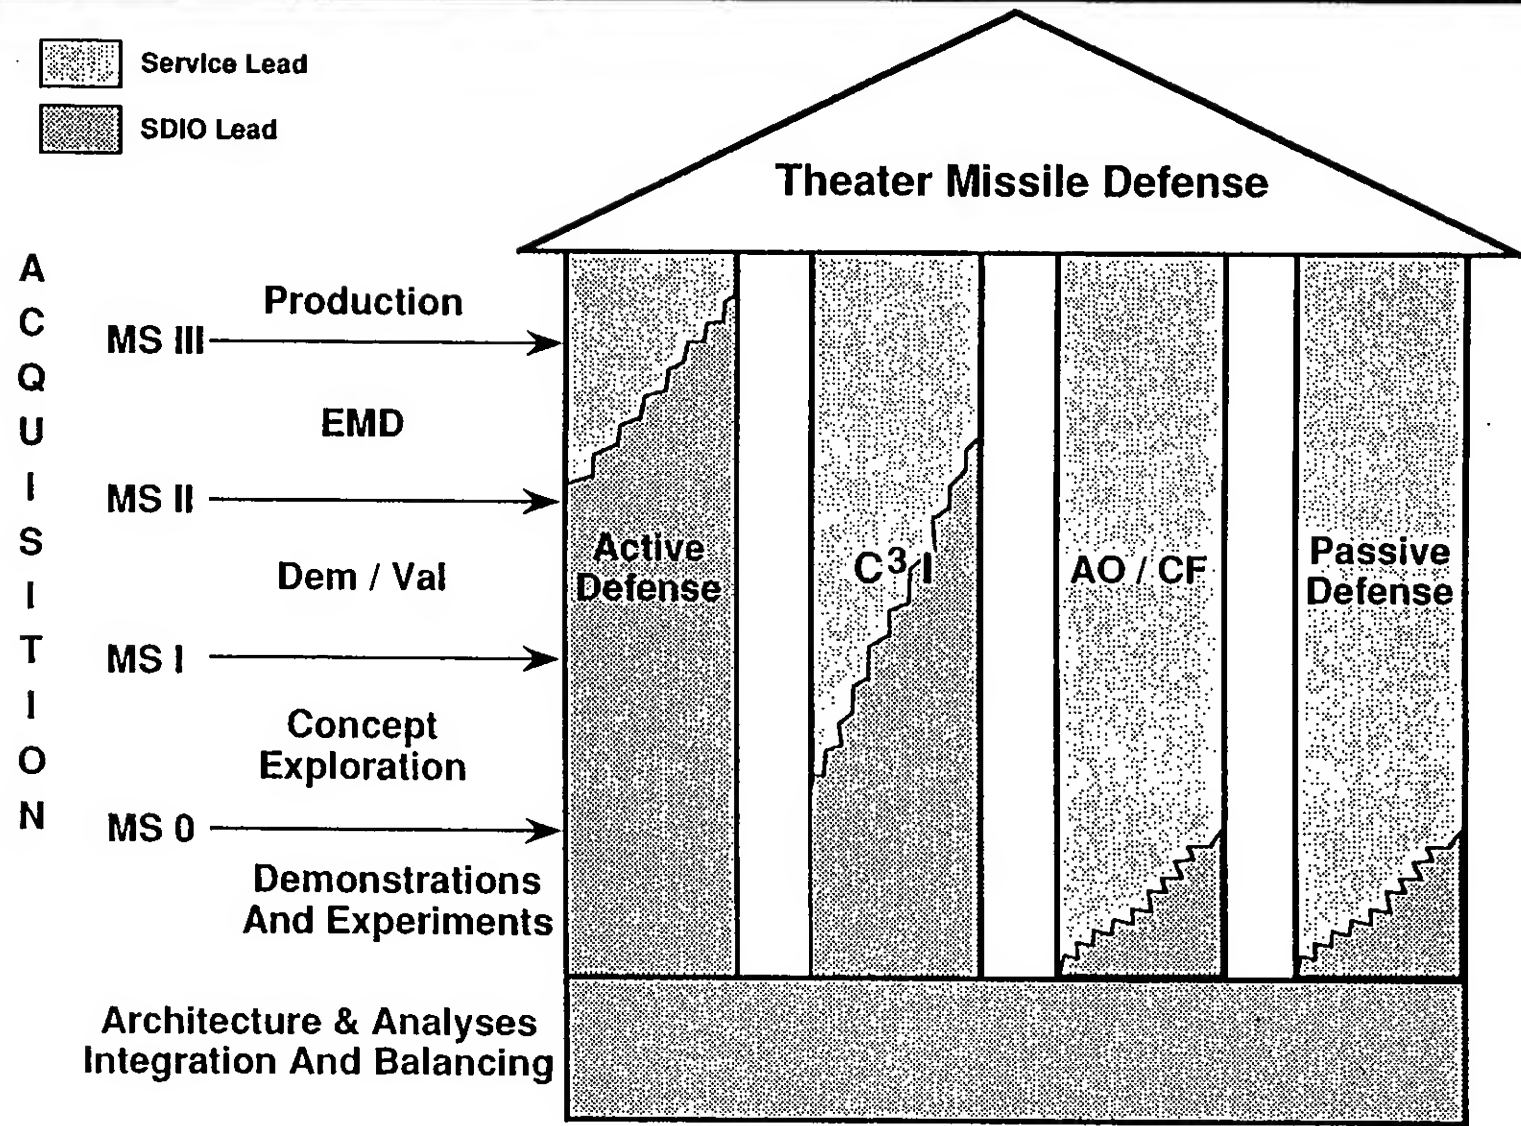 Service Lead
SDIO Lead
Theater Missile Defense
ACQUISITION
Production
MS III
EMD
MS II
Dem / Val
MS I
Concept
Exploration
MS 0
Demonstrations
And Experiments
Architecture & Analyses
Integration And Balancing
Active
Defense
C³I
AO / CF
Passive
Defense